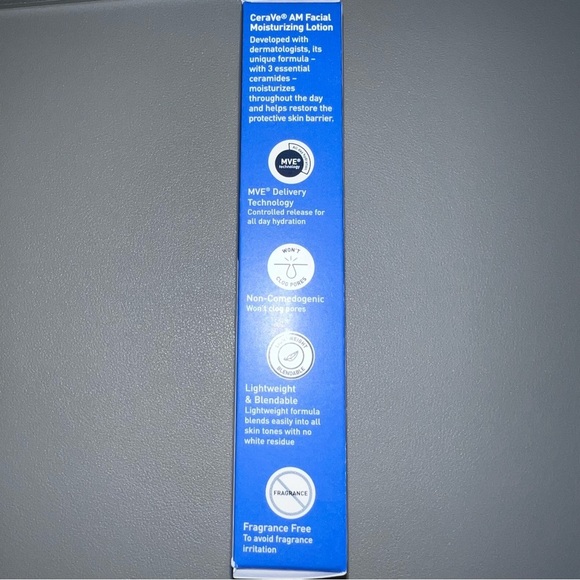 CeraVe® AM Facial
Moisturizing Lotion
Developed with
dermatologists, its
unique formula –
with 3 essential
ceramides –
moisturizes
throughout the day
and helps restore the
protective skin barrier.
MVE®
technology
MVE® Delivery
Technology
Controlled release for
all day hydration
WON'T
CLOG PORES
Non-Comedogenic
Won't clog pores
BLENDABLE
Lightweight
& Blendable
Lightweight formula
blends easily into all
skin tones with no
white residue
FRAGRANCE
Fragrance Free
To avoid fragrance
irritation